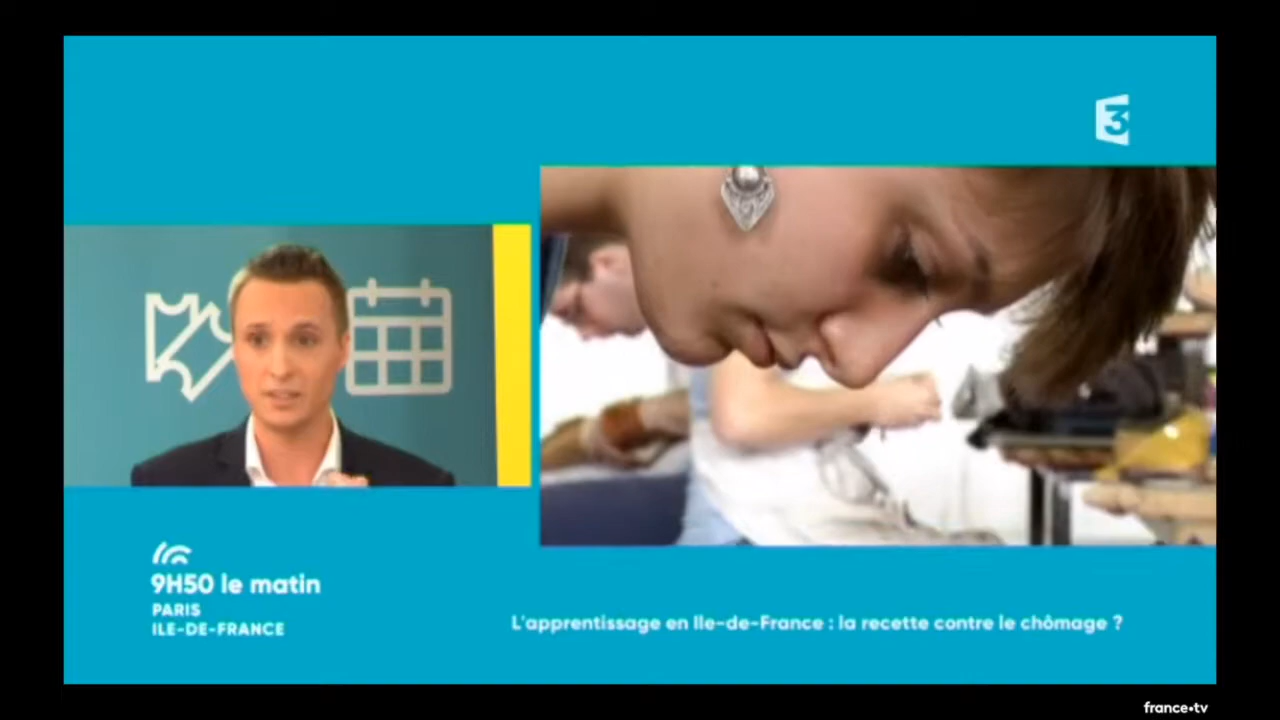 3
9H50 le matin
PARIS
ILE-DE-FRANCE
L'apprentissage en Ile-de-France : la recette contre le chômage ?
france•tv